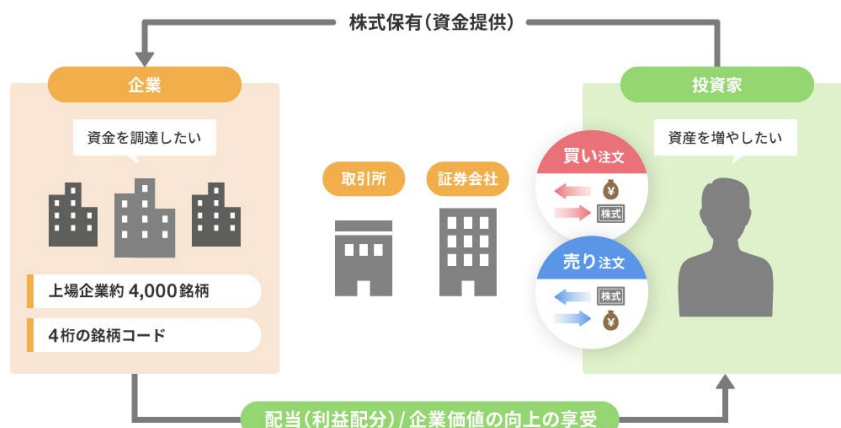 株式保有(資金提供)
企業
資金を調達したい
上場企業約 4,000銘柄
4桁の銘柄コード
取引所
証券会社
買い注文
¥
株式
売り注文
株式
¥
投資家
資産を増やしたい
配当(利益配分)/企業価値の向上の享受